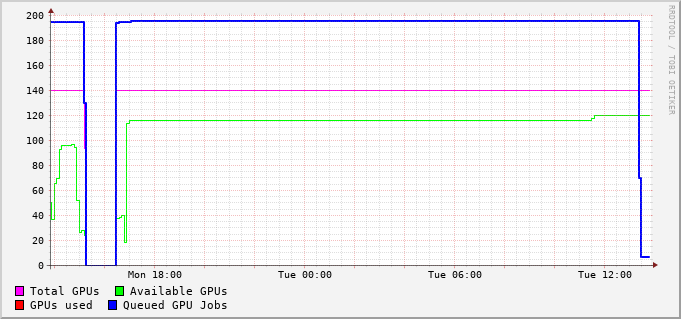 200
180
160
140
120
100
80
60
40
20
0
Mon 18:00 Tue 00:00 Tue 06:00 Tue 12:00
Total GPUs Available GPUs
GPUs used Queued GPU Jobs
RRDTOOL / TOBI OETIKER